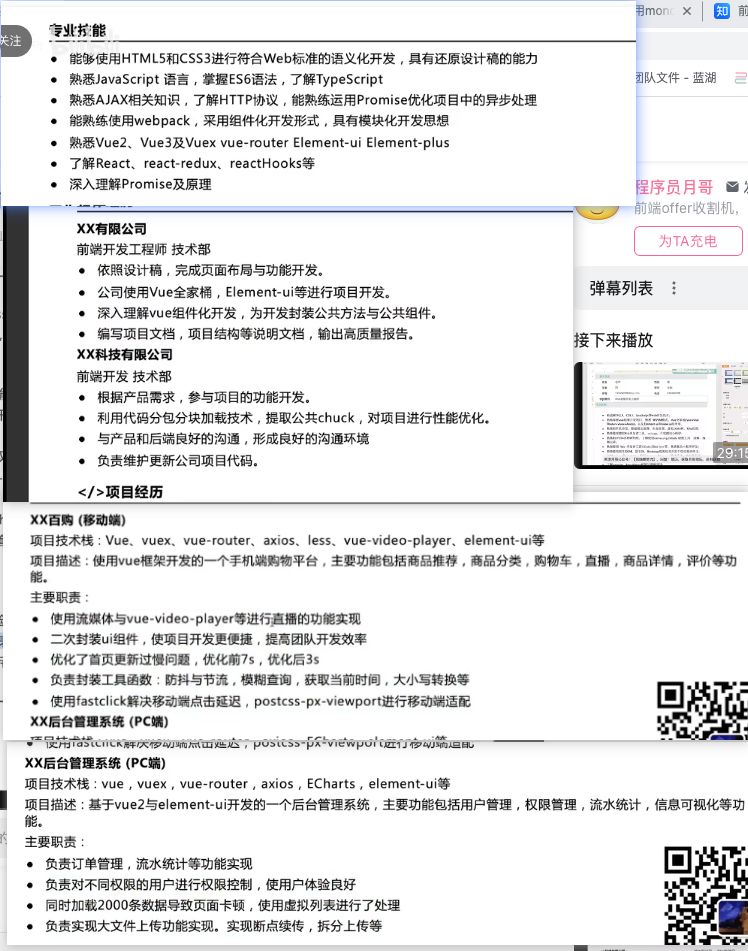 专业技能
关注
能够使用HTML5和CSS3进行符合Web标准的语义化开发，具有还原设计稿的能力
熟悉JavaScript 语言，掌握ES6语法，了解TypeScript
熟悉AJAX相关知识，了解HTTP协议，能熟练运用Promise优化项目中的异步处理
能熟练使用webpack，采用组件化开发形式，具有模块化开发思想
熟悉Vue2、Vue3及Vuex vue-router Element-ui Element-plus
了解React、react-redux、reactHooks等
深入理解Promise及原理
用mong
知
前
团队文件 - 蓝湖
程序员月哥
发
前端offer收割机，
为TA充电
弹幕列表
接下来播放
29:15
XX有限公司
前端开发工程师 技术部
依照设计稿，完成页面布局与功能开发。
公司使用Vue全家桶，Element-ui等进行项目开发。
深入理解vue组件化开发，为开发封装公共方法与公共组件。
编写项目文档，项目结构等说明文档，输出高质量报告。
XX科技有限公司
前端开发 技术部
根据产品需求，参与项目的功能开发。
利用代码分包分块加载技术，提取公共chuck，对项目进行性能优化。
与产品和后端良好的沟通，形成良好的沟通环境
负责维护更新公司项目代码。
</>项目经历
XX百购 (移动端)
项目技术栈：Vue、vuex、vue-router、axios、less、vue-video-player、element-ui等
项目描述：使用vue框架开发的一个手机端购物平台，主要功能包括商品推荐，商品分类，购物车，直播，商品详情，评价等功
能。
主要职责：
使用流媒体与vue-video-player等进行直播的功能实现
二次封装ui组件，使项目开发更便捷，提高团队开发效率
优化了首页更新过慢问题，优化前7s，优化后3s
负责封装工具函数：防抖与节流，模糊查询，获取当前时间，大小写转换等
使用fastclick解决移动端点击延迟，postcss-px-viewport进行移动端适配
XX后台管理系统 (PC端)
使用fastclick解决移动端点击延迟，postcss-px-viewport进行移动端适配
XX后台管理系统 (PC端)
项目技术栈：vue，vuex，vue-router，axios，ECharts，element-ui等
项目描述：基于vue2与element-ui开发的一个后台管理系统，主要功能包括用户管理，权限管理，流水统计，信息可视化等功
能。
主要职责：
负责订单管理，流水统计等功能实现
负责对不同权限的用户进行权限控制，使用户体验良好
同时加载2000条数据导致页面卡顿，使用虚拟列表进行了处理
负责实现大文件上传功能实现。实现断点续传，拆分上传等